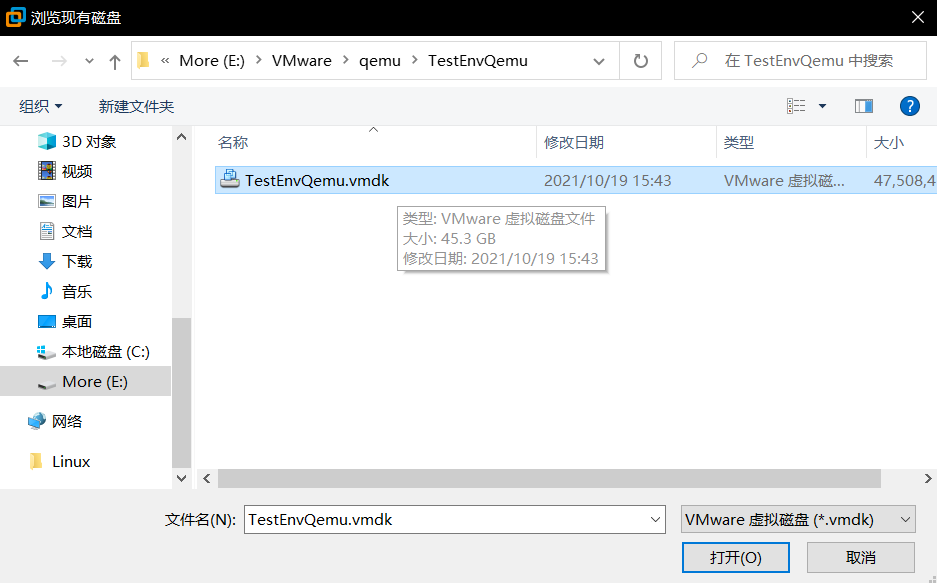 浏览现有磁盘
« More (E:) > VMware > qemu > TestEnvQemu
在 TestEnvQemu 中搜索
组织 新建文件夹
名称 修改日期 类型 大小
TestEnvQemu.vmdk 2021/10/19 15:43 VMware 虚拟磁... 47,508,4
类型: VMware 虚拟磁盘文件
大小: 45.3 GB
修改日期: 2021/10/19 15:43
3D 对象
视频
图片
文档
下载
音乐
桌面
本地磁盘 (C:)
More (E:)
网络
Linux
文件名(N): TestEnvQemu.vmdk VMware 虚拟磁盘 (*.vmdk)
打开(O) 取消